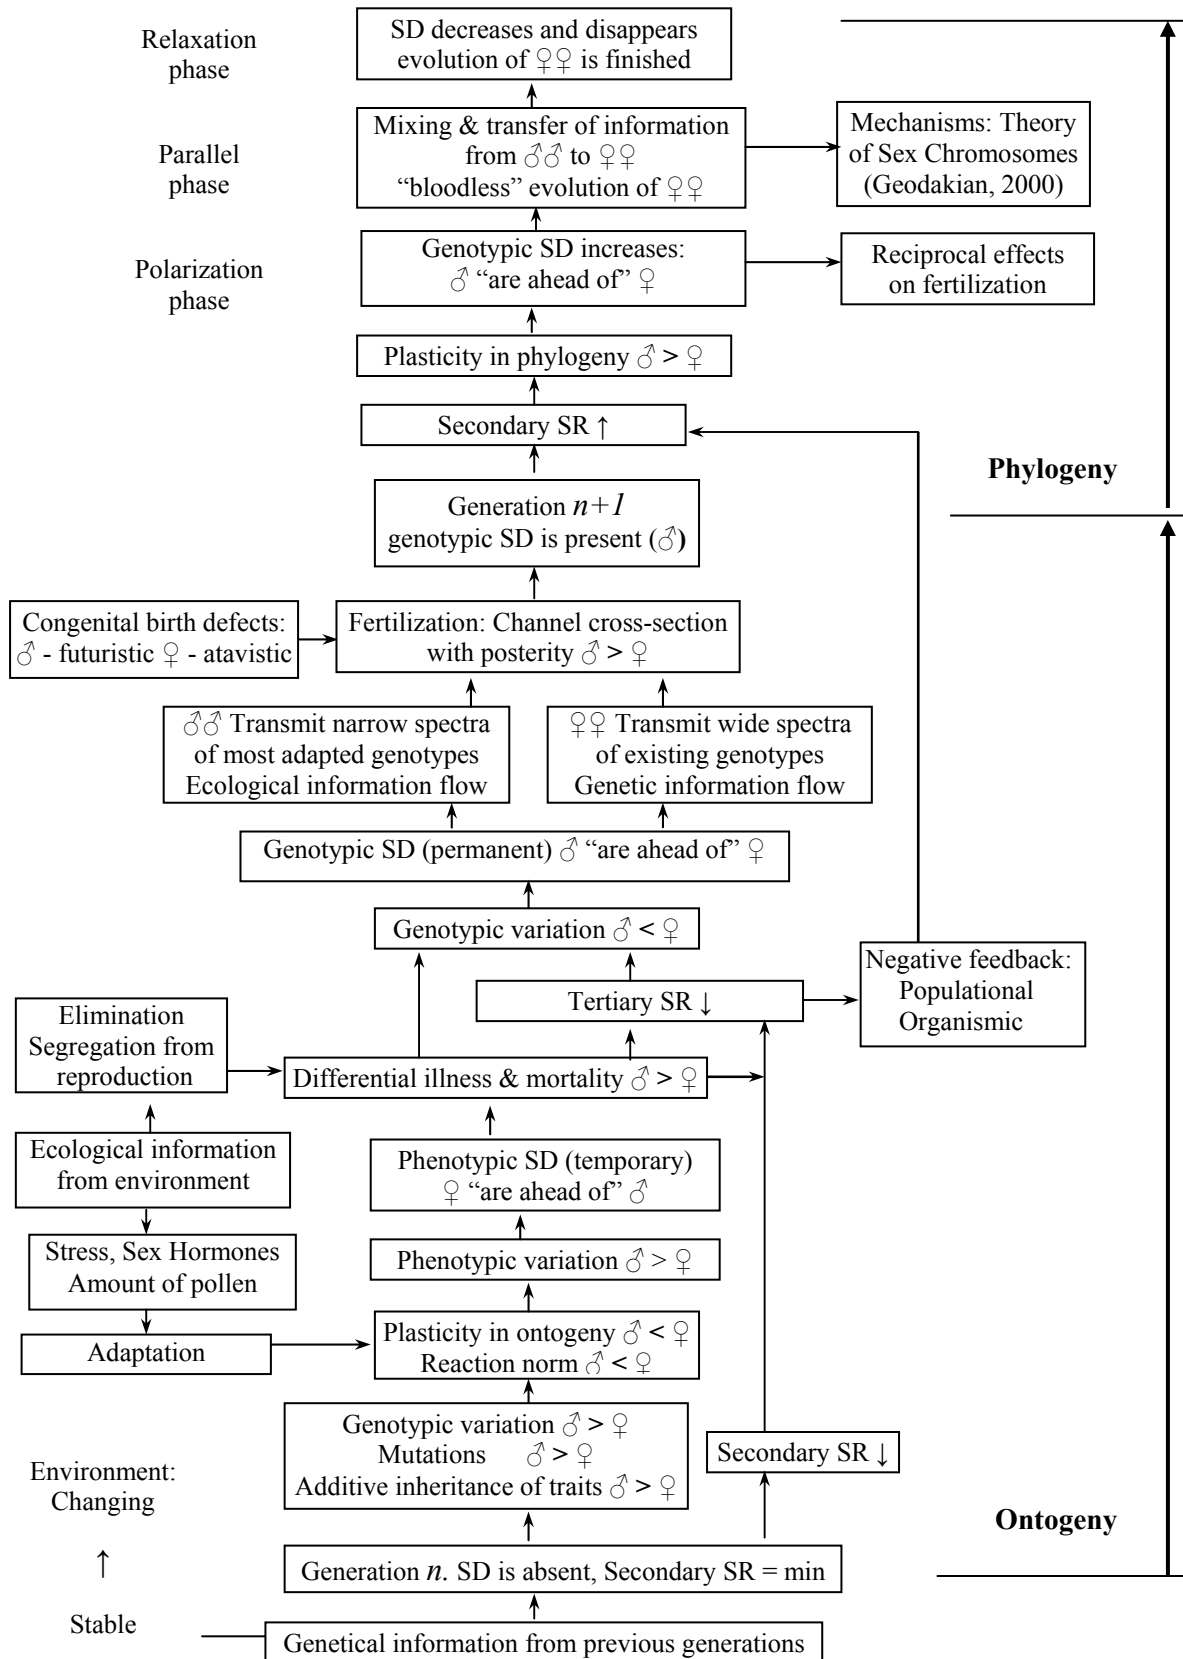 Relaxation
phase
SD decreases and disappears
evolution of ♀♀ is finished
Parallel
phase
Mixing & transfer of information
from ♂♂ to ♀♀
“bloodless” evolution of ♀♀
Mechanisms: Theory
of Sex Chromosomes
(Geodakian, 2000)
Polarization
phase
Genotypic SD increases:
♂ “are ahead of” ♀
Reciprocal effects
on fertilization
Plasticity in phylogeny ♂ > ♀
Secondary SR ↑
Phylogeny
Generation n+1
genotypic SD is present (♂)
Congenital birth defects:
♂ - futuristic ♀ - atavistic
Fertilization: Channel cross-section
with posterity ♂ > ♀
♂♂ Transmit narrow spectra
of most adapted genotypes
Ecological information flow
♀♀ Transmit wide spectra
of existing genotypes
Genetic information flow
Genotypic SD (permanent) ♂ “are ahead of” ♀
Genotypic variation ♂ < ♀
Negative feedback:
Populational
Organismic
Tertiary SR ↓
Elimination
Segregation from
reproduction
Differential illness & mortality ♂ > ♀
Ecological information
from environment
Phenotypic SD (temporary)
♀ “are ahead of” ♂
Stress, Sex Hormones
Amount of pollen
Phenotypic variation ♂ > ♀
Adaptation
Plasticity in ontogeny ♂ < ♀
Reaction norm ♂ < ♀
Genotypic variation ♂ > ♀
Mutations ♂ > ♀
Additive inheritance of traits ♂ > ♀
Secondary SR ↓
Environment:
Changing
↑
Stable
Ontogeny
Generation n. SD is absent, Secondary SR = min
Genetical information from previous generations